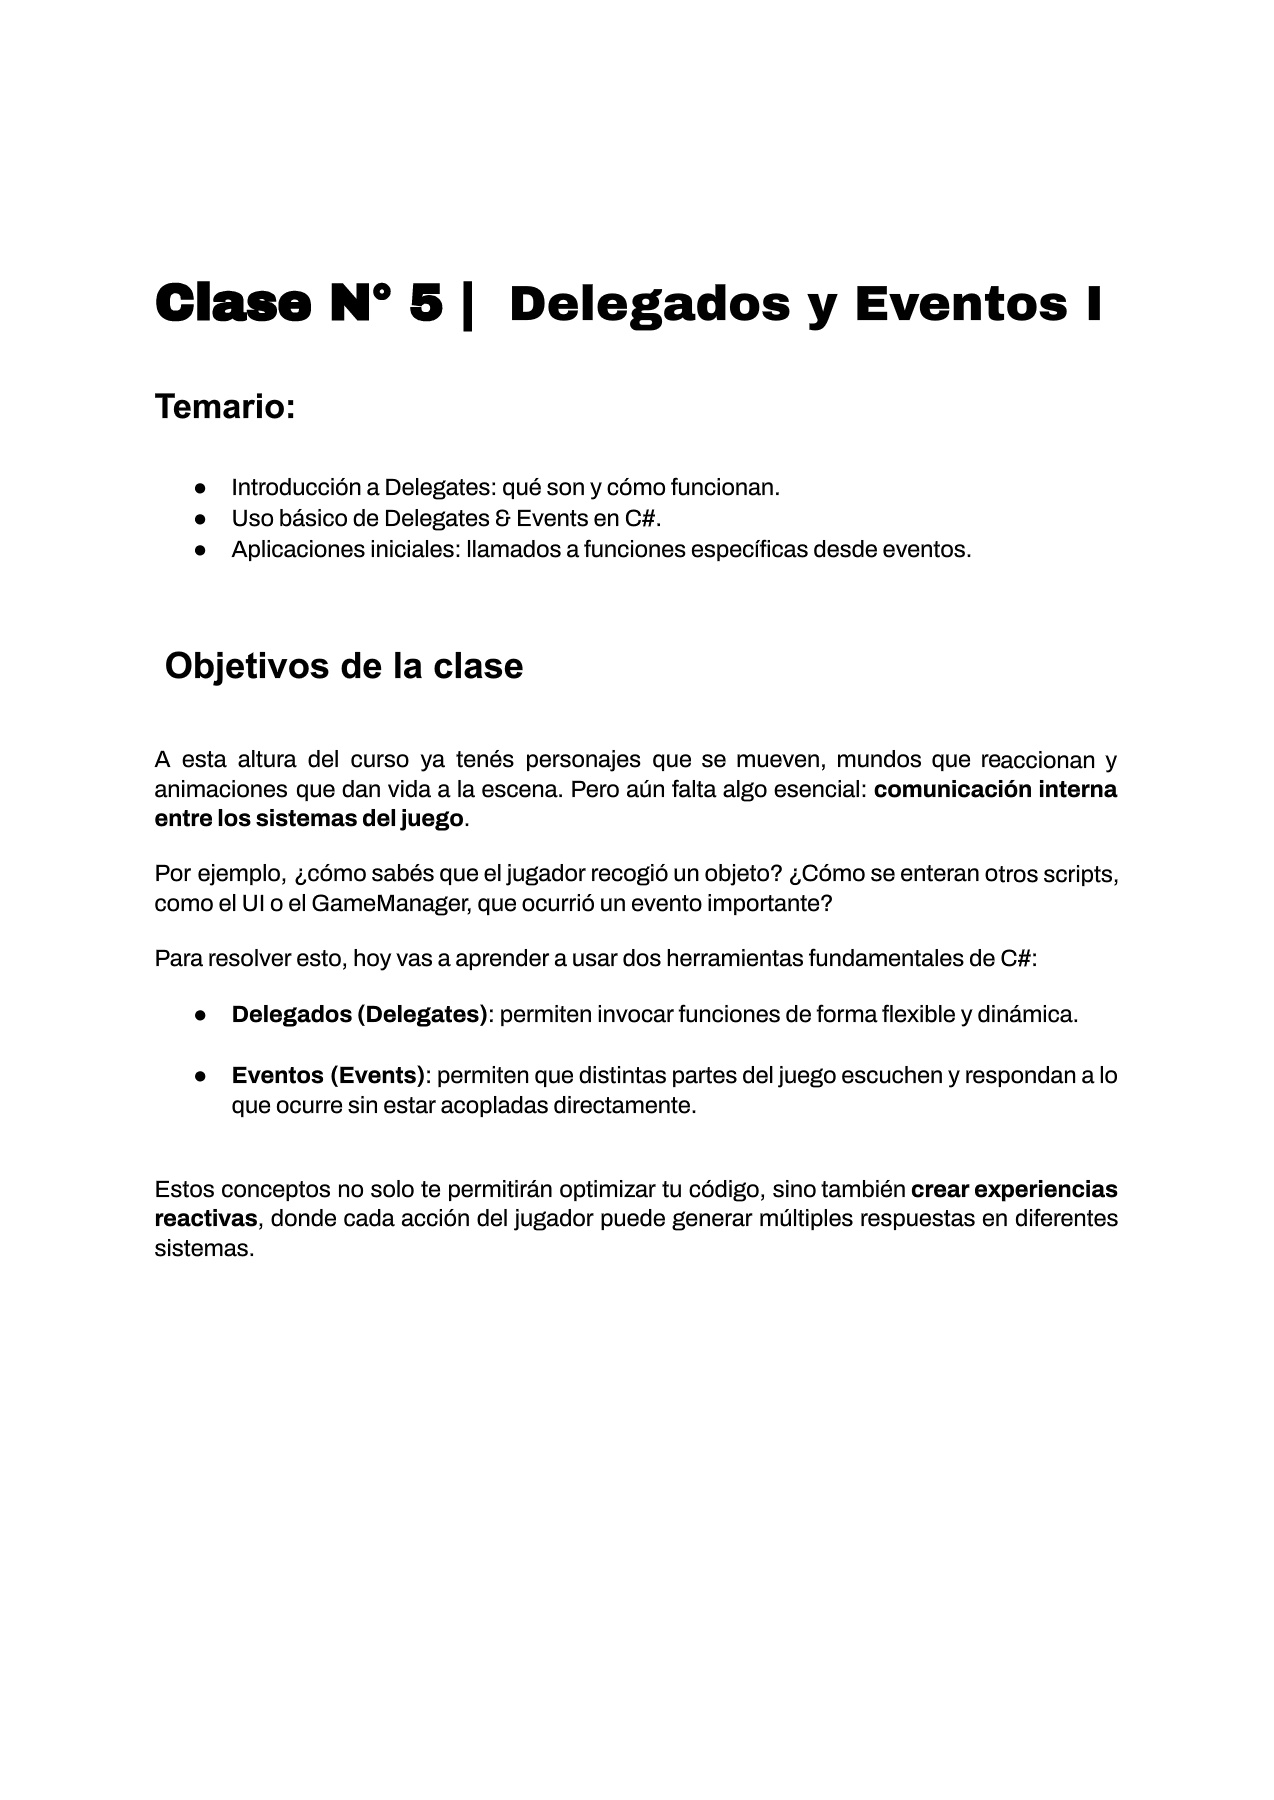 Clase N° 5 | Delegados y Eventos I
Temario:
● Introducción a Delegates: qué son y cómo funcionan.
● Uso básico de Delegates & Events en C#.
● Aplicaciones iniciales: llamados a funciones específicas desde eventos.
Objetivos de la clase
A esta altura del curso ya tenés personajes que se mueven, mundos que reaccionan y
animaciones que dan vida a la escena. Pero aún falta algo esencial: comunicación interna
entre los sistemas del juego.
Por ejemplo, ¿cómo sabés que el jugador recogió un objeto? ¿Cómo se enteran otros scripts,
como el UI o el GameManager, que ocurrió un evento importante?
Para resolver esto, hoy vas a aprender a usar dos herramientas fundamentales de C#:
● Delegados (Delegates): permiten invocar funciones de forma flexible y dinámica.
● Eventos (Events): permiten que distintas partes del juego escuchen y respondan a lo
que ocurre sin estar acopladas directamente.
Estos conceptos no solo te permitirán optimizar tu código, sino también crear experiencias
reactivas, donde cada acción del jugador puede generar múltiples respuestas en diferentes
sistemas.